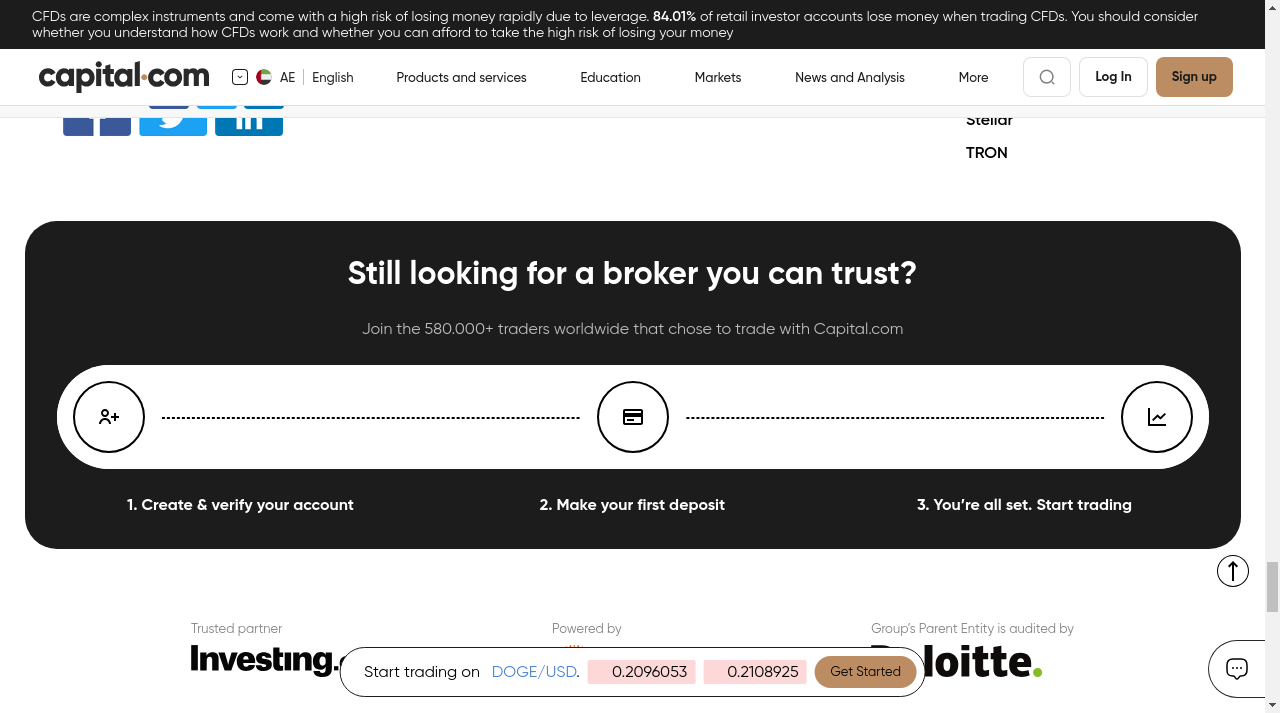 CFDs are complex instruments and come with a high risk of losing money rapidly due to leverage. 84.01% of retail investor accounts lose money when trading CFDs. You should consider
whether you understand how CFDs work and whether you can afford to take the high risk of losing your money
capital.com
AE
English
Products and services
Education
Markets
News and Analysis
More
Log In
Sign up
Stellar
TRON
Still looking for a broker you can trust?
Join the 580.000+ traders worldwide that chose to trade with Capital.com
1. Create & verify your account
2. Make your first deposit
3. You’re all set. Start trading
Trusted partner
Powered by
Group’s Parent Entity is audited by
Investing.c
Deloitte.
Start trading on DOGE/USD. 0.2096053 0.2108925 Get Started